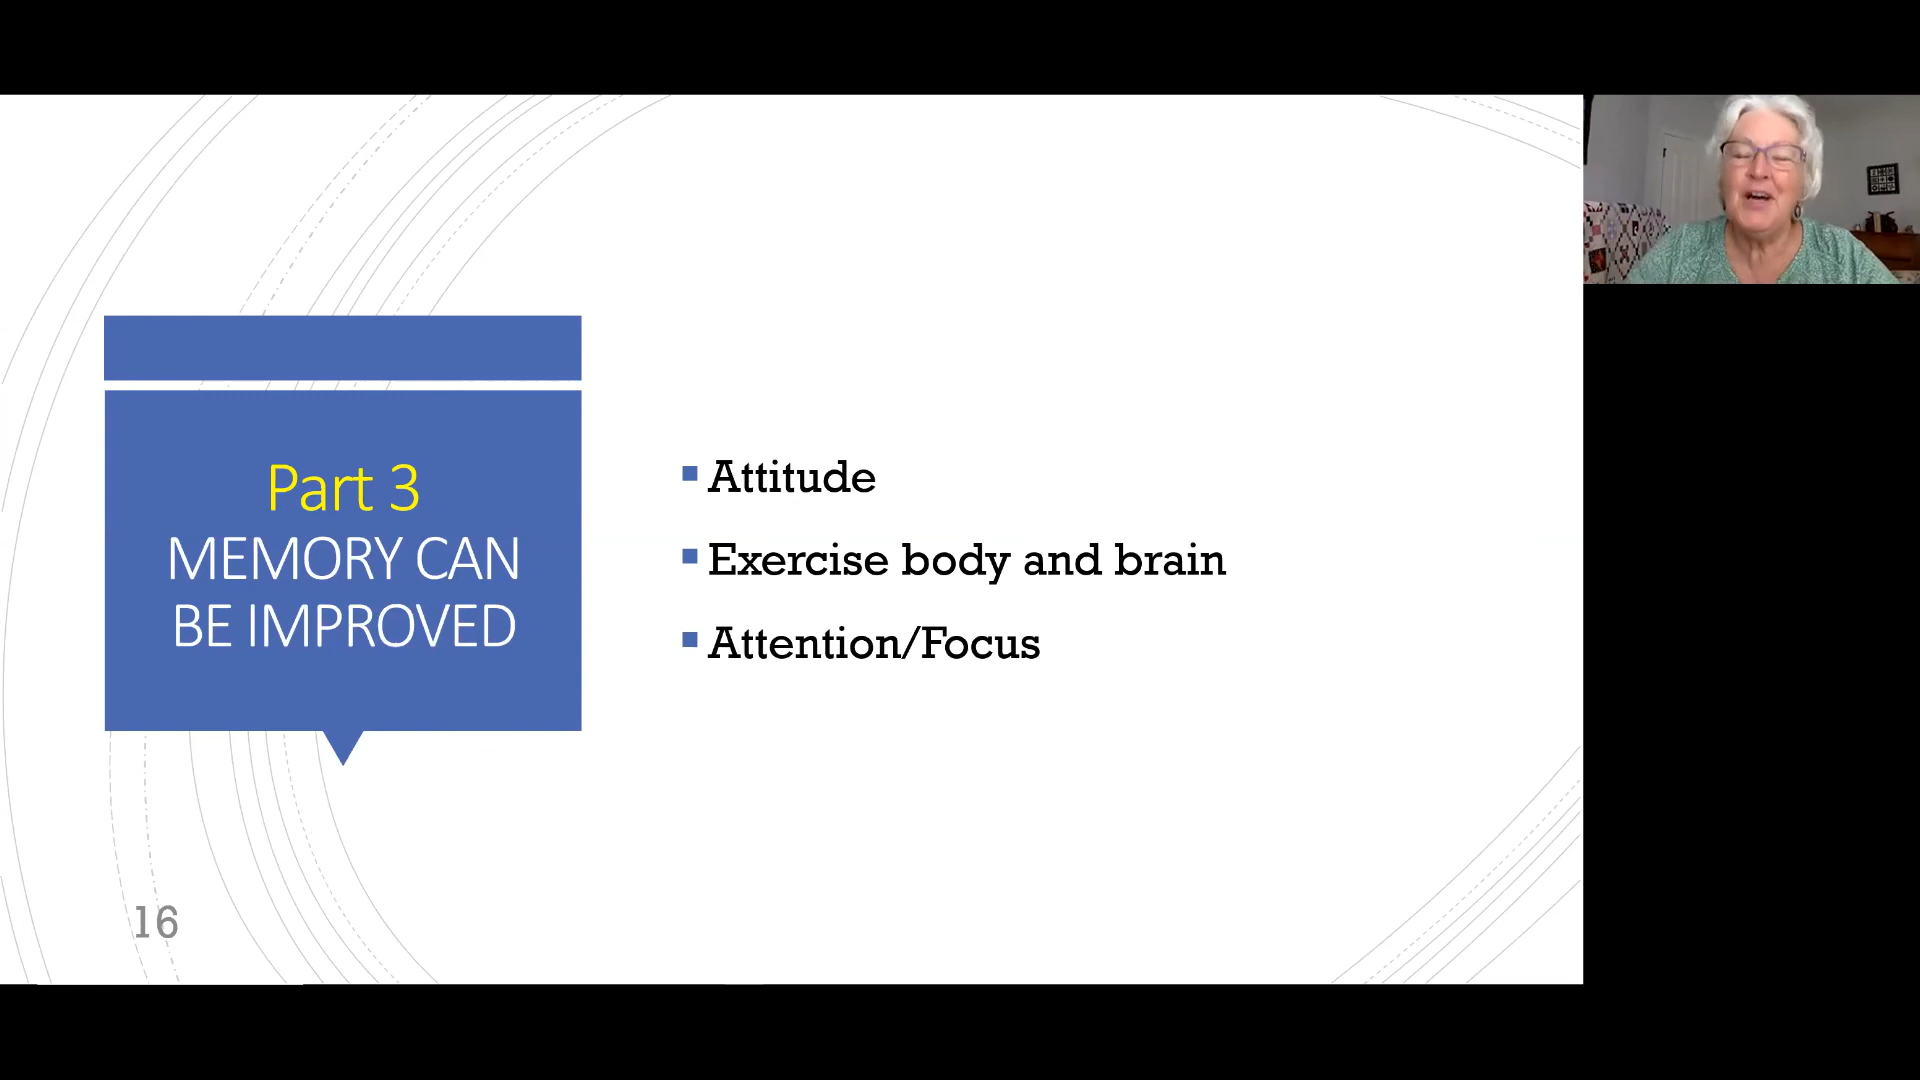 Part 3
MEMORY CAN
BE IMPROVED
Attitude
Exercise body and brain
Attention/Focus
16